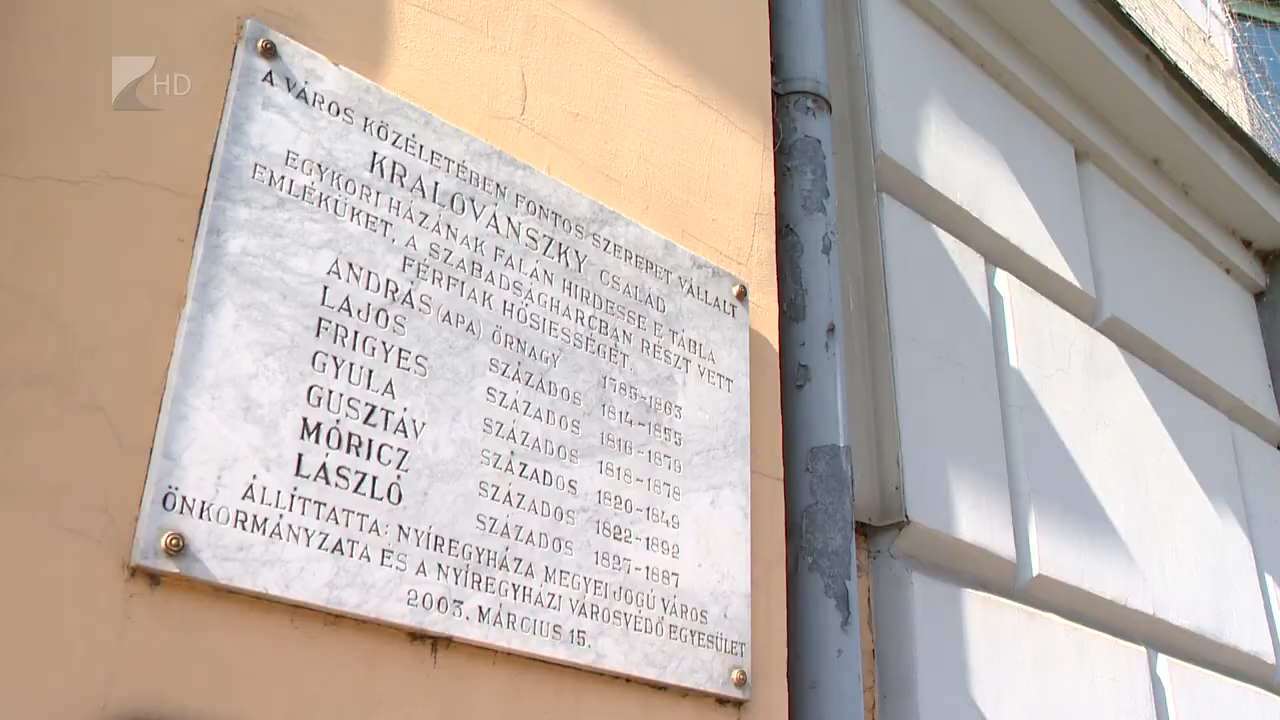 HD
A VÁROS KÖZÉLETÉBEN FONTOS SZEREPET VÁLLALT
KRALOVÁNSZKY CSALÁD
EGYKORI HÁZÁNAK FALÁN HIRDESSE E TÁBLA
EMLÉKÜKET, A SZABADSÁGHARCBAN RÉSZT VETT
FÉRFIAK HŐSIESSÉGÉT.
ANDRÁS (APA) ŐRNAGY 1785-1863
LAJOS SZÁZADOS 1814-1855
FRIGYES SZÁZADOS 1816-1879
GYULA SZÁZADOS 1818-1878
GUSZTÁV SZÁZADOS 1820-1849
MÓRICZ SZÁZADOS 1822-1892
LÁSZLÓ SZÁZADOS 1827-1887
ÁLLÍTTATTA: NYÍREGYHÁZA MEGYEI JOGÚ VÁROS
ÖNKORMÁNYZATA ÉS A NYÍREGYHÁZI VÁROSVÉDŐ EGYESÜLET
2003. MÁRCIUS 15.